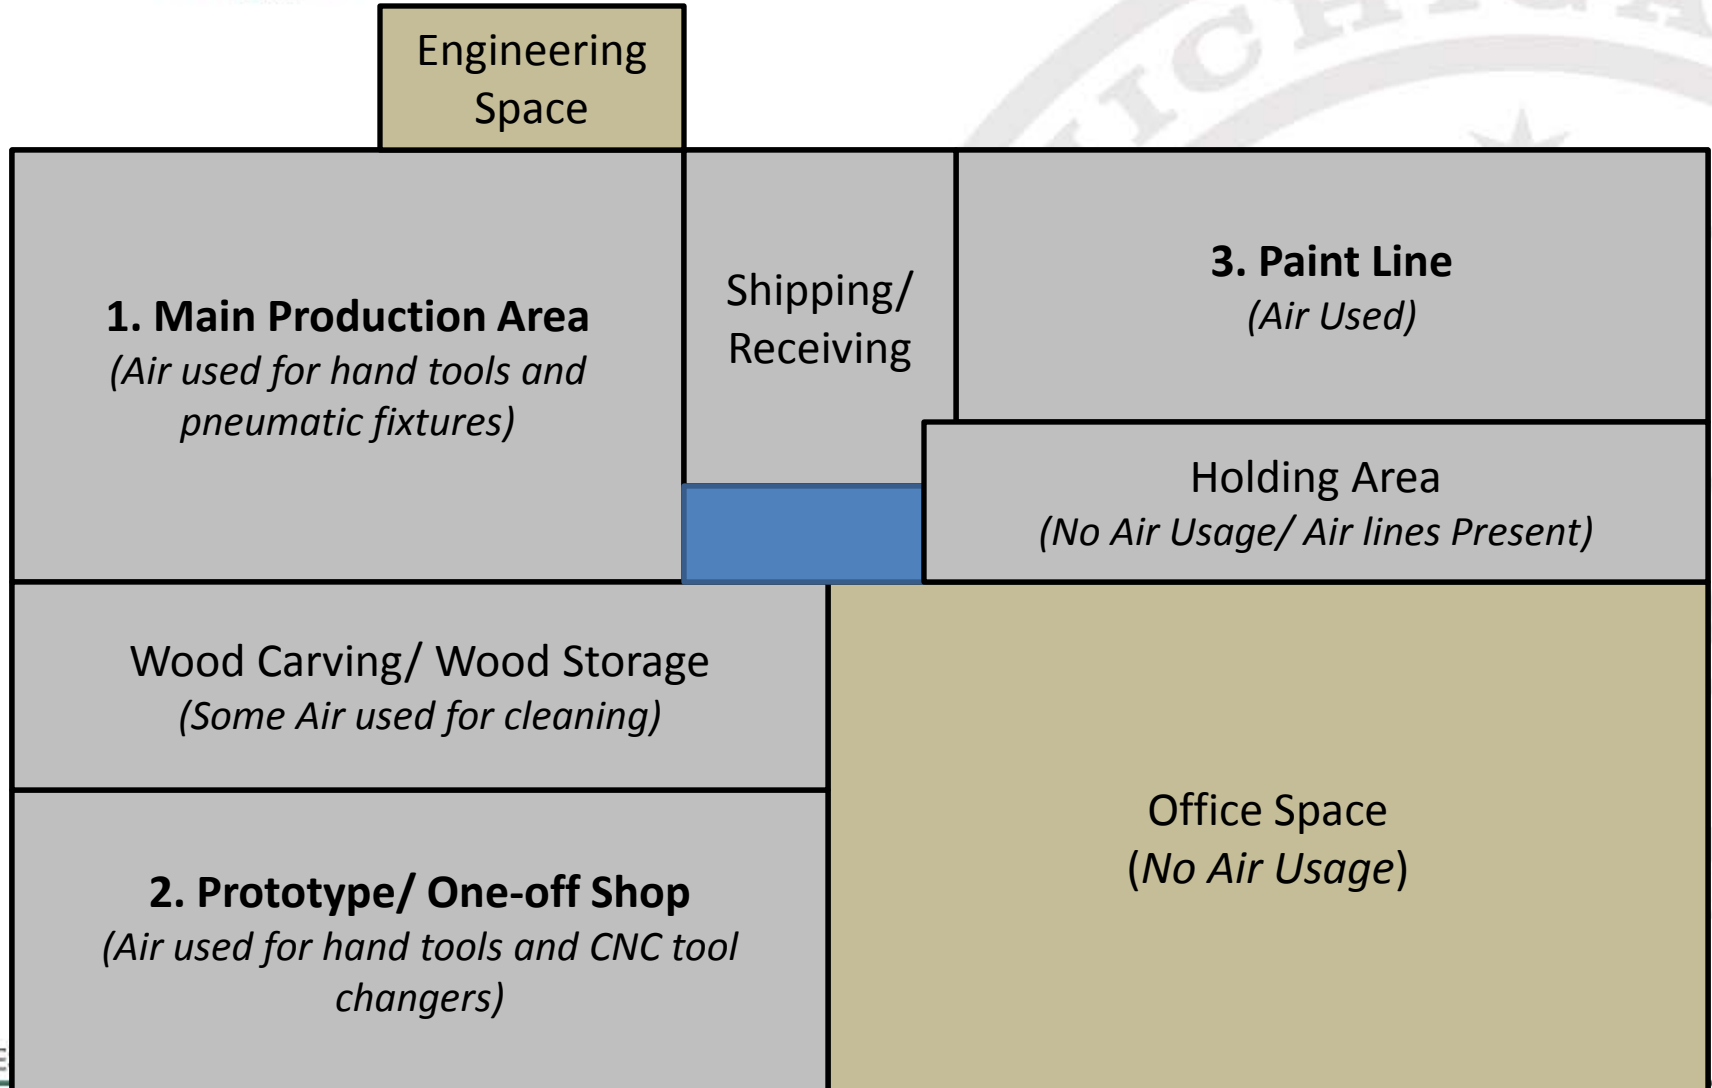 Engineering
Space
1. Main Production Area
(Air used for hand tools and
pneumatic fixtures)
Shipping/
Receiving
3. Paint Line
(Air Used)
Holding Area
(No Air Usage/ Air lines Present)
Wood Carving/ Wood Storage
(Some Air used for cleaning)
2. Prototype/ One-off Shop
(Air used for hand tools and CNC tool
changers)
Office Space
(No Air Usage)